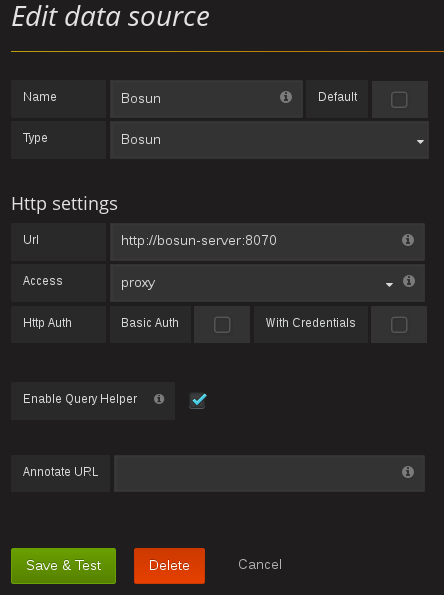 Edit data source
Name Bosun Default
Type Bosun
Http settings
Url http://bosun-server:8070
Access proxy
Http Auth Basic Auth With Credentials
Enable Query Helper
Annotate URL
Save & Test Delete Cancel